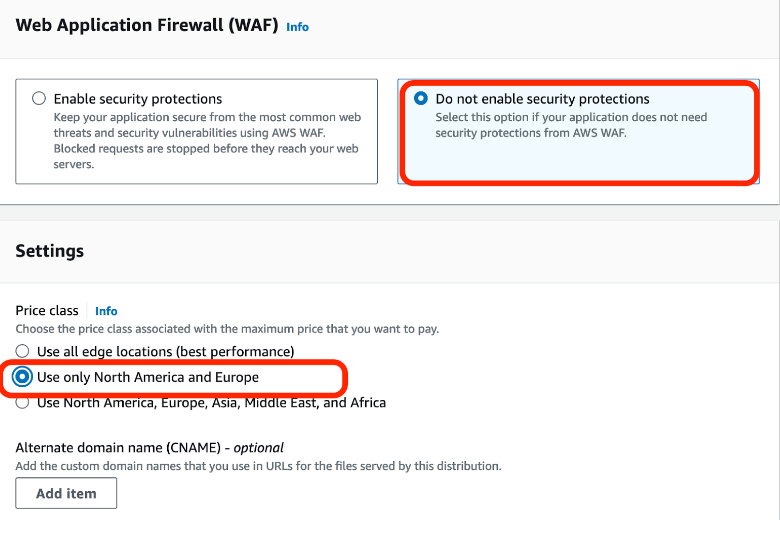 Web Application Firewall (WAF) Info
Enable security protections
Keep your application secure from the most common web
threats and security vulnerabilities using AWS WAF.
Blocked requests are stopped before they reach your web
servers.
Do not enable security protections
Select this option if your application does not need
security protections from AWS WAF.
Settings
Price class Info
Choose the price class associated with the maximum price that you want to pay.
Use all edge locations (best performance)
Use only North America and Europe
Use North America, Europe, Asia, Middle East, and Africa
Alternate domain name (CNAME) - optional
Add the custom domain names that you use in URLs for the files served by this distribution.
Add item